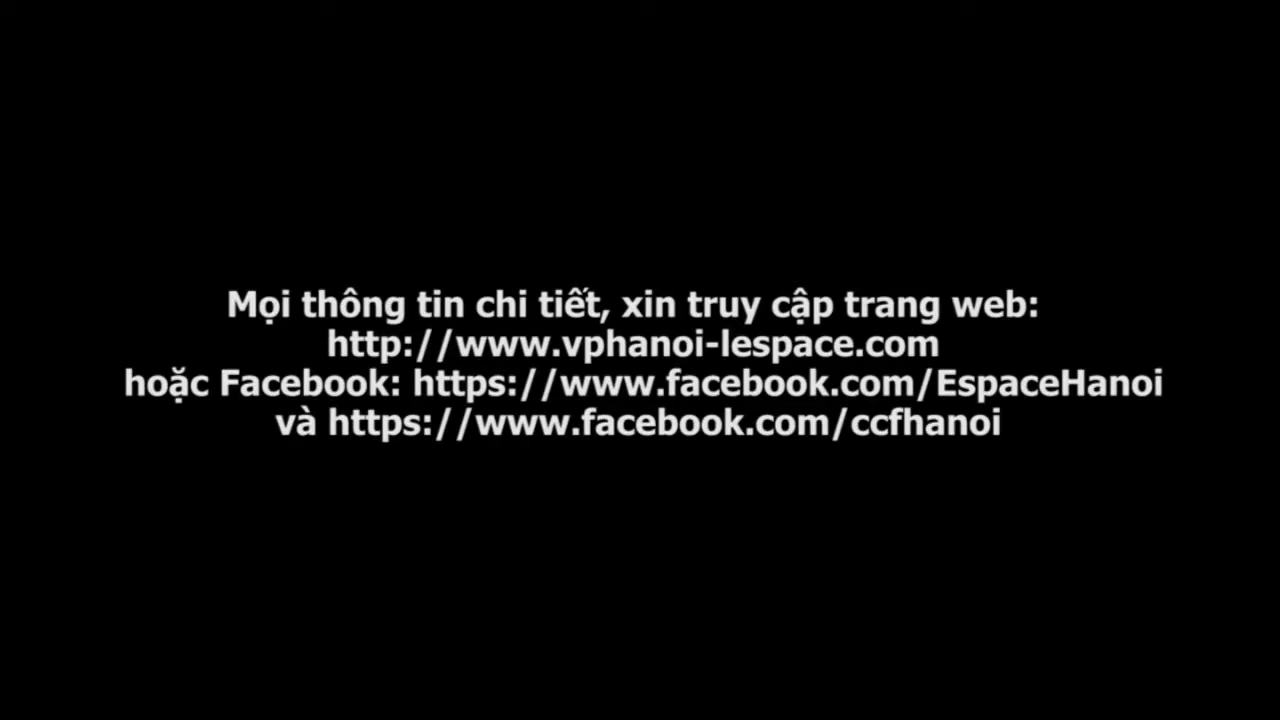 Mọi thông tin chi tiết, xin truy cập trang web:
http://www.vphanoi-lespace.com
hoặc Facebook: https://www.facebook.com/EspaceHanoi
và https://www.facebook.com/ccfhanoi